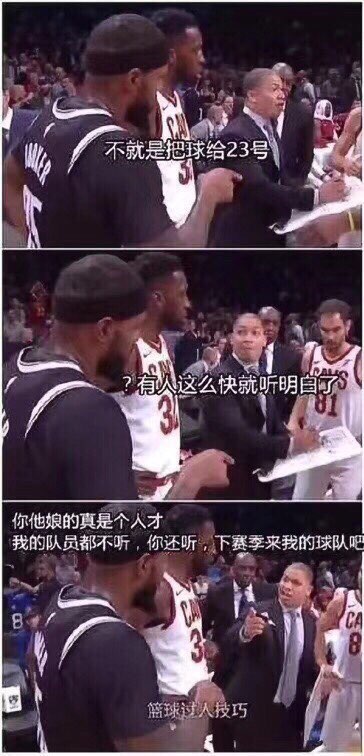 不就是把球给23号
?有人这么快就听明白了
你他娘的真是个人才
我的队员都不听,你还听,下赛季来我的球队吧
篮球过人技巧